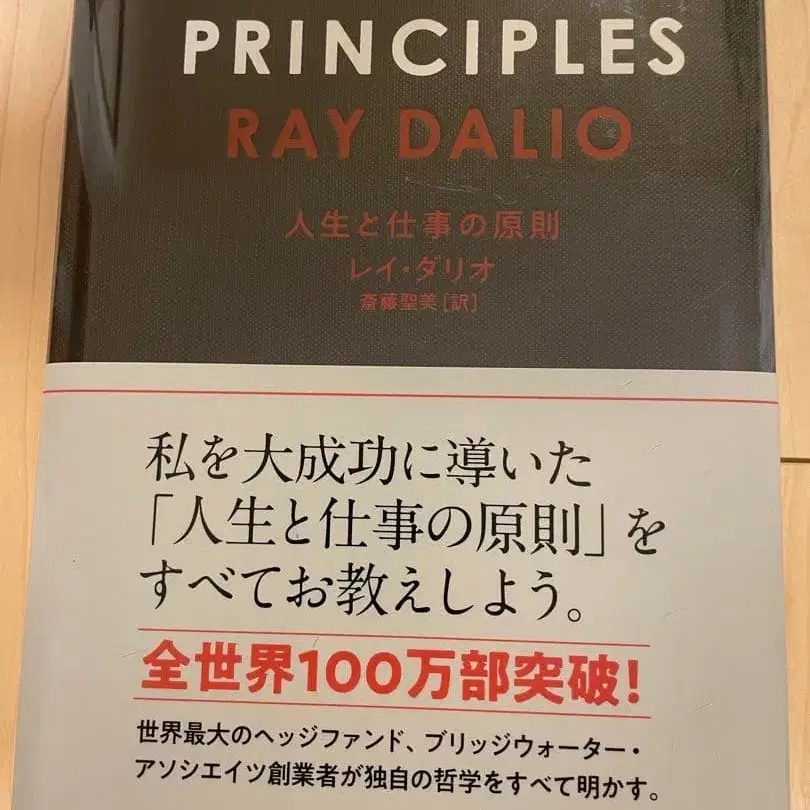 PRINCIPLES
RAY DALIO
人生と仕事の原則
レイ・ダリオ
斎藤聖美[訳]
私を大成功に導いた
「人生と仕事の原則」を
すべてお教えしよう。
全世界100万部突破!
世界最大のヘッジファンド、ブリッジウォーター・
アソシエイツ創業者が独自の哲学をすべて明かす。